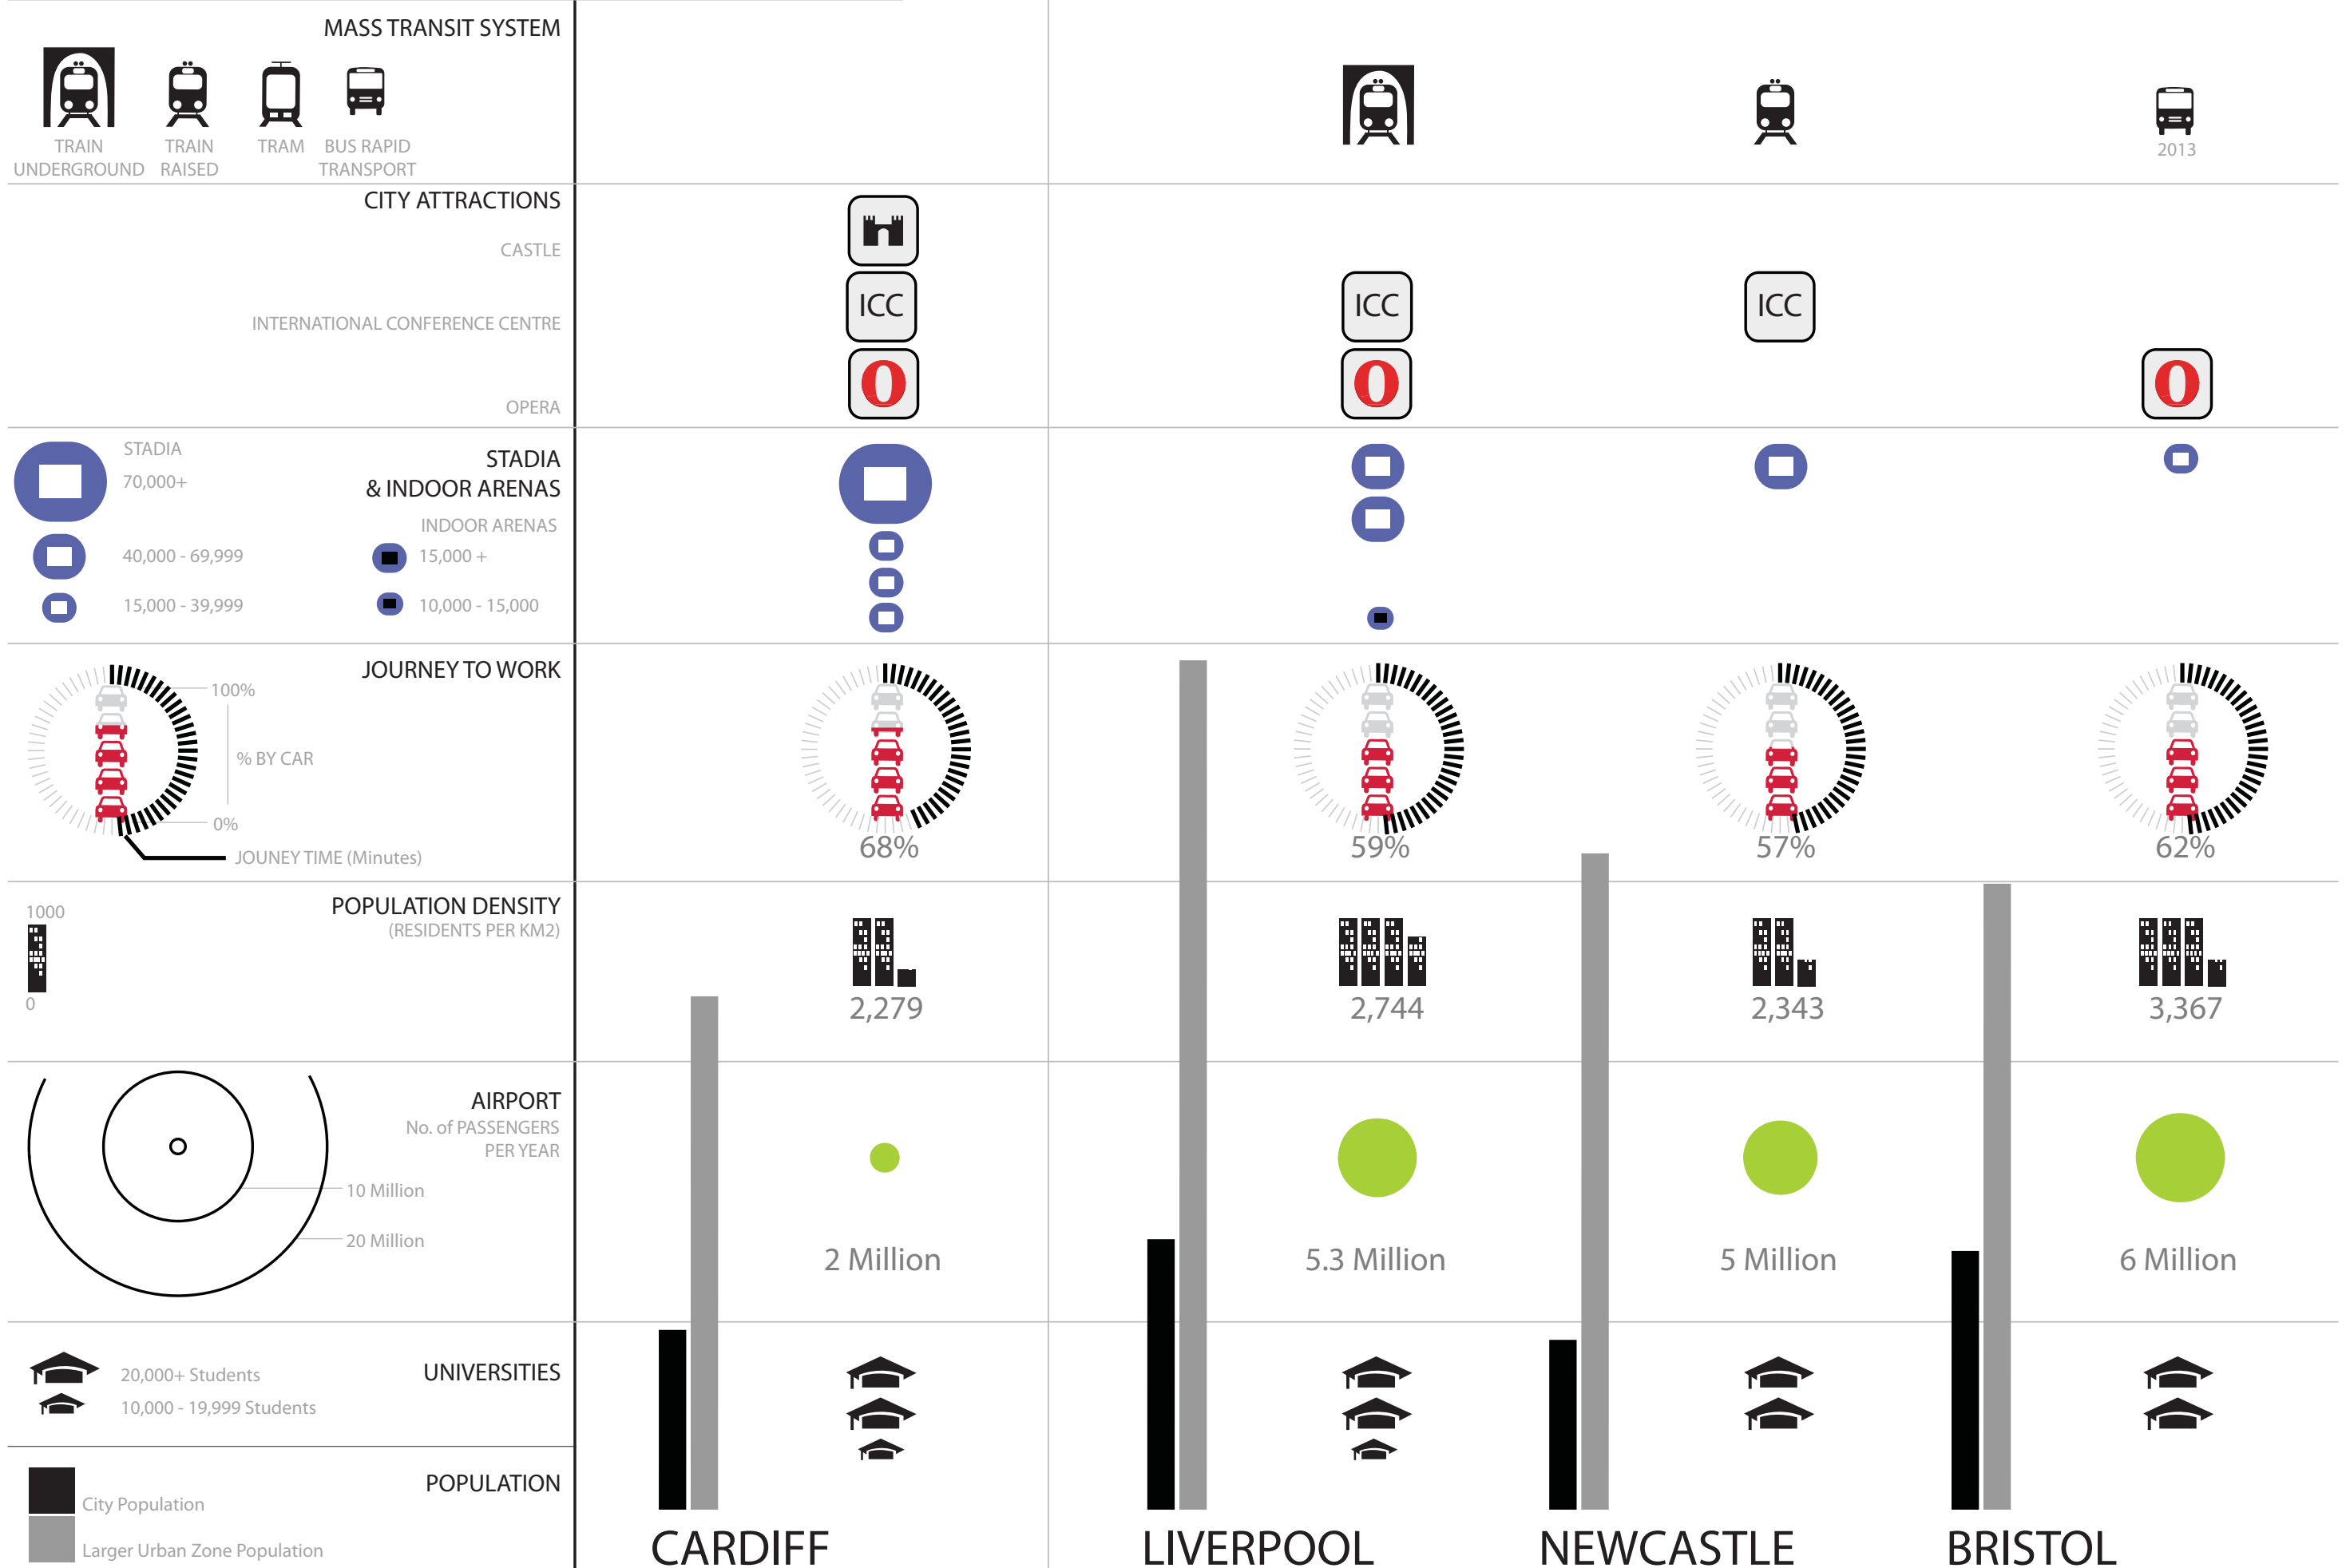 MASS TRANSIT SYSTEM
TRAIN
UNDERGROUND
TRAIN
RAISED
TRAM
BUS RAPID
TRANSPORT
2013
CITY ATTRACTIONS
CASTLE
INTERNATIONAL CONFERENCE CENTRE
OPERA
ICC
ICC
ICC
O
O
O
STADIA
70,000+
40,000 - 69,999
15,000 - 39,999
STADIA
& INDOOR ARENAS
INDOOR ARENAS
15,000 +
10,000 - 15,000
JOURNEY TO WORK
100%
% BY CAR
0%
JOUNEY TIME (Minutes)
68%
59%
57%
62%
POPULATION DENSITY
(RESIDENTS PER KM2)
1000
0
2,279
2,744
2,343
3,367
AIRPORT
No. of PASSENGERS
PER YEAR
10 Million
20 Million
2 Million
5.3 Million
5 Million
6 Million
UNIVERSITIES
20,000+ Students
10,000 - 19,999 Students
POPULATION
City Population
Larger Urban Zone Population
CARDIFF
LIVERPOOL
NEWCASTLE
BRISTOL